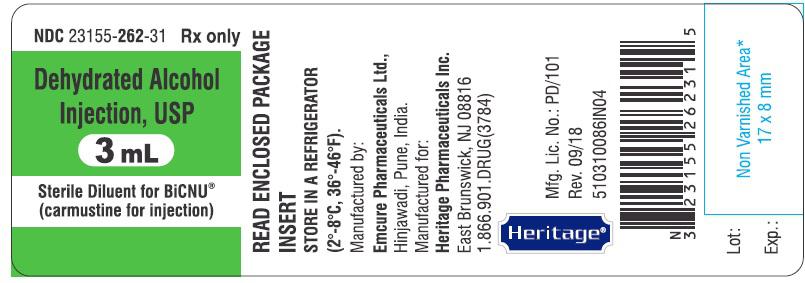 NDC 23155-262-31 Rx only
Dehydrated Alcohol
Injection, USP
3 mL
Sterile Diluent for BiCNU®
(carmustine for injection)
READ ENCLOSED PACKAGE
INSERT
STORE IN A REFRIGERATOR
(2°-8°C, 36°-46°F).
Manufactured by:
Emcure Pharmaceuticals Ltd.,
Hinjawadi, Pune, India.
Manufactured for:
Heritage Pharmaceuticals Inc.
East Brunswick, NJ 08816
1.866.901.DRUG(3784)
Heritage®
Mfg. Lic. No.: PD/101
Rev. 09/18
510310086IN04
N
3 23155 26231 5
Non Varnished Area*
17 x 8 mm
Lot:
Exp.: